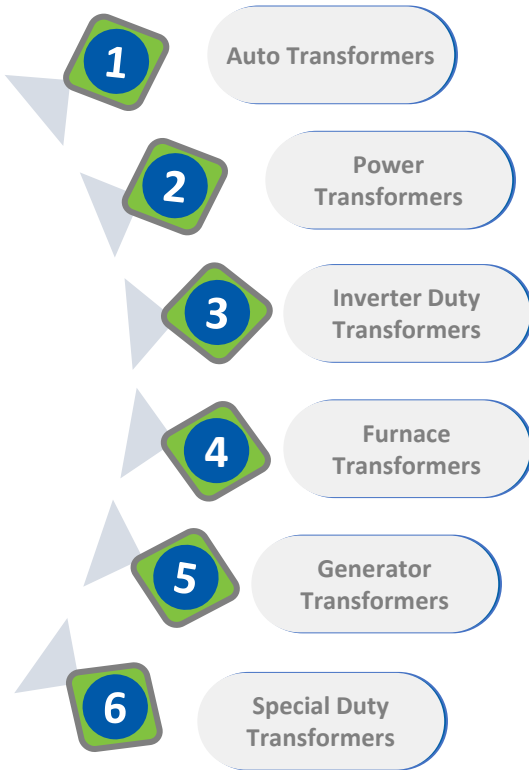 1
Auto Transformers
2
Power
Transformers
3
Inverter Duty
Transformers
4
Furnace
Transformers
5
Generator
Transformers
6
Special Duty
Transformers